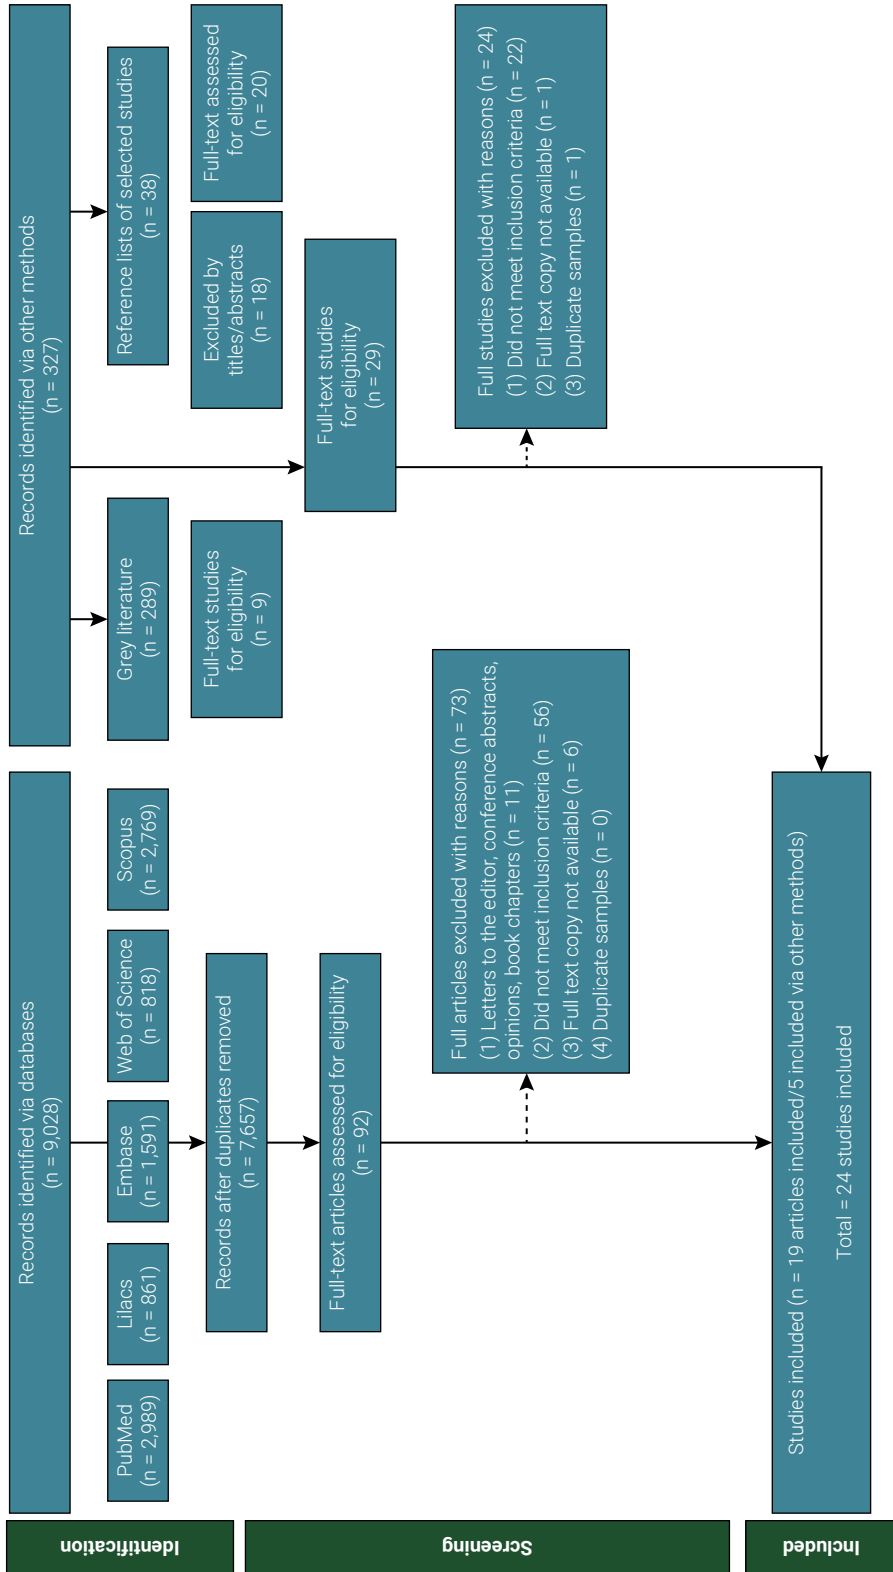 Identification
Records identified via databases
(n = 9,028)
PubMed
(n = 2,989)
Lilacs
(n = 861)
Embase
(n = 1,591)
Web of Science
(n = 818)
Scopus
(n = 2,769)
Records after duplicates removed
(n = 7,657)
Records identified via other methods
(n = 327)
Grey literature
(n = 289)
Reference lists of selected studies
(n = 38)
Full-text studies
for eligibility
(n = 9)
Excluded by
titles/abstracts
(n = 18)
Full-text assessed
for eligibility
(n = 20)
Screening
Full-text articles assessed for eligibility
(n = 92)
Full-text studies
for eligibility
(n = 29)
Full articles excluded with reasons (n = 73)
(1) Letters to the editor, conference abstracts,
opinions, book chapters (n = 11)
(2) Did not meet inclusion criteria (n = 56)
(3) Full text copy not available (n = 6)
(4) Duplicate samples (n = 0)
Full studies excluded with reasons (n = 24)
(1) Did not meet inclusion criteria (n = 22)
(2) Full text copy not available (n = 1)
(3) Duplicate samples (n = 1)
Included
Studies included (n = 19 articles included/5 included via other methods)
Total = 24 studies included